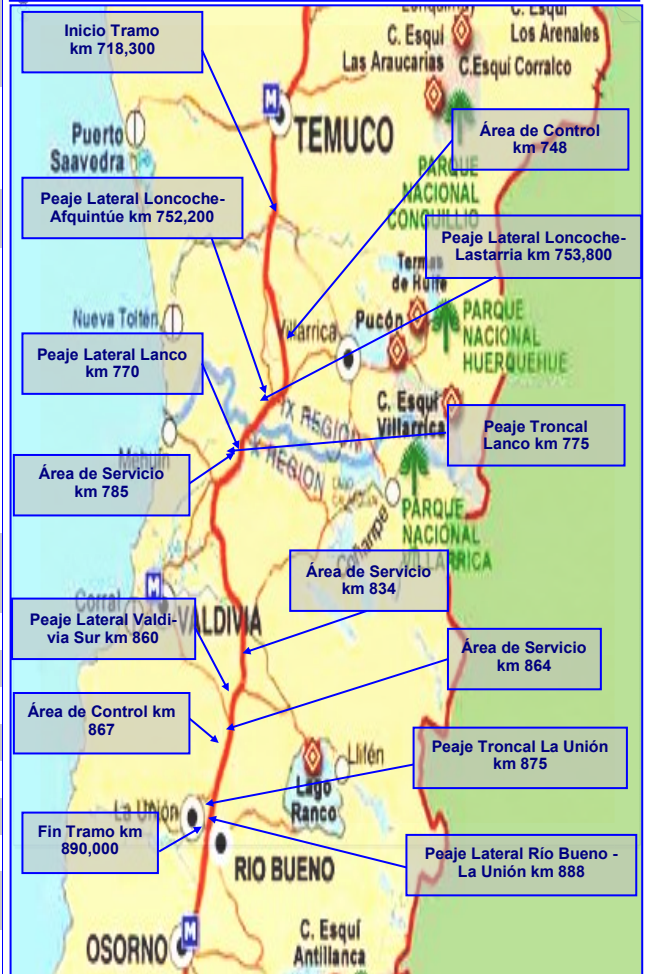 Lonquimay
C. Esquí
Los Arenales
Inicio Tramo
km 718,300
C. Esquí
Las Araucarias
C.Esquí Corralco
M
TEMUCO
Puerto
Saavedra
Área de Control
km 748
PARQUE
NACIONAL
CONGUILLIO
Peaje Lateral Loncoche-
Afquintúe km 752,200
Peaje Lateral Loncoche-
Lastarria km 753,800
Termas
de Huife
Nueva Toltén
Villarrica
Pucón
PARQUE
NACIONAL
HUERQUEHUE
Peaje Lateral Lanco
km 770
C. Esquí
Villarrica
IX REGION
X REGION
Peaje Troncal
Lanco km 775
Mehuín
Área de Servicio
km 785
PARQUE
NACIONAL
VILLARRICA
Coñaripe
Área de Servicio
km 834
M
Corral
VALDIVIA
Peaje Lateral Valdi-
via Sur km 860
Área de Servicio
km 864
Área de Control km
867
Peaje Troncal La Unión
km 875
Llifén
Lago
Ranco
La Unión
Fin Tramo km
890,000
RIO BUENO
Peaje Lateral Río Bueno -
La Unión km 888
M
OSORNO
C. Esquí
Antillanca